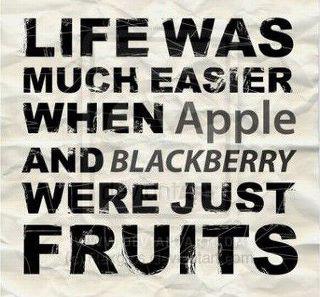 LIFE WAS
MUCH EASIER
WHEN Apple
AND BLACKBERRY
WERE JUST
FRUITS